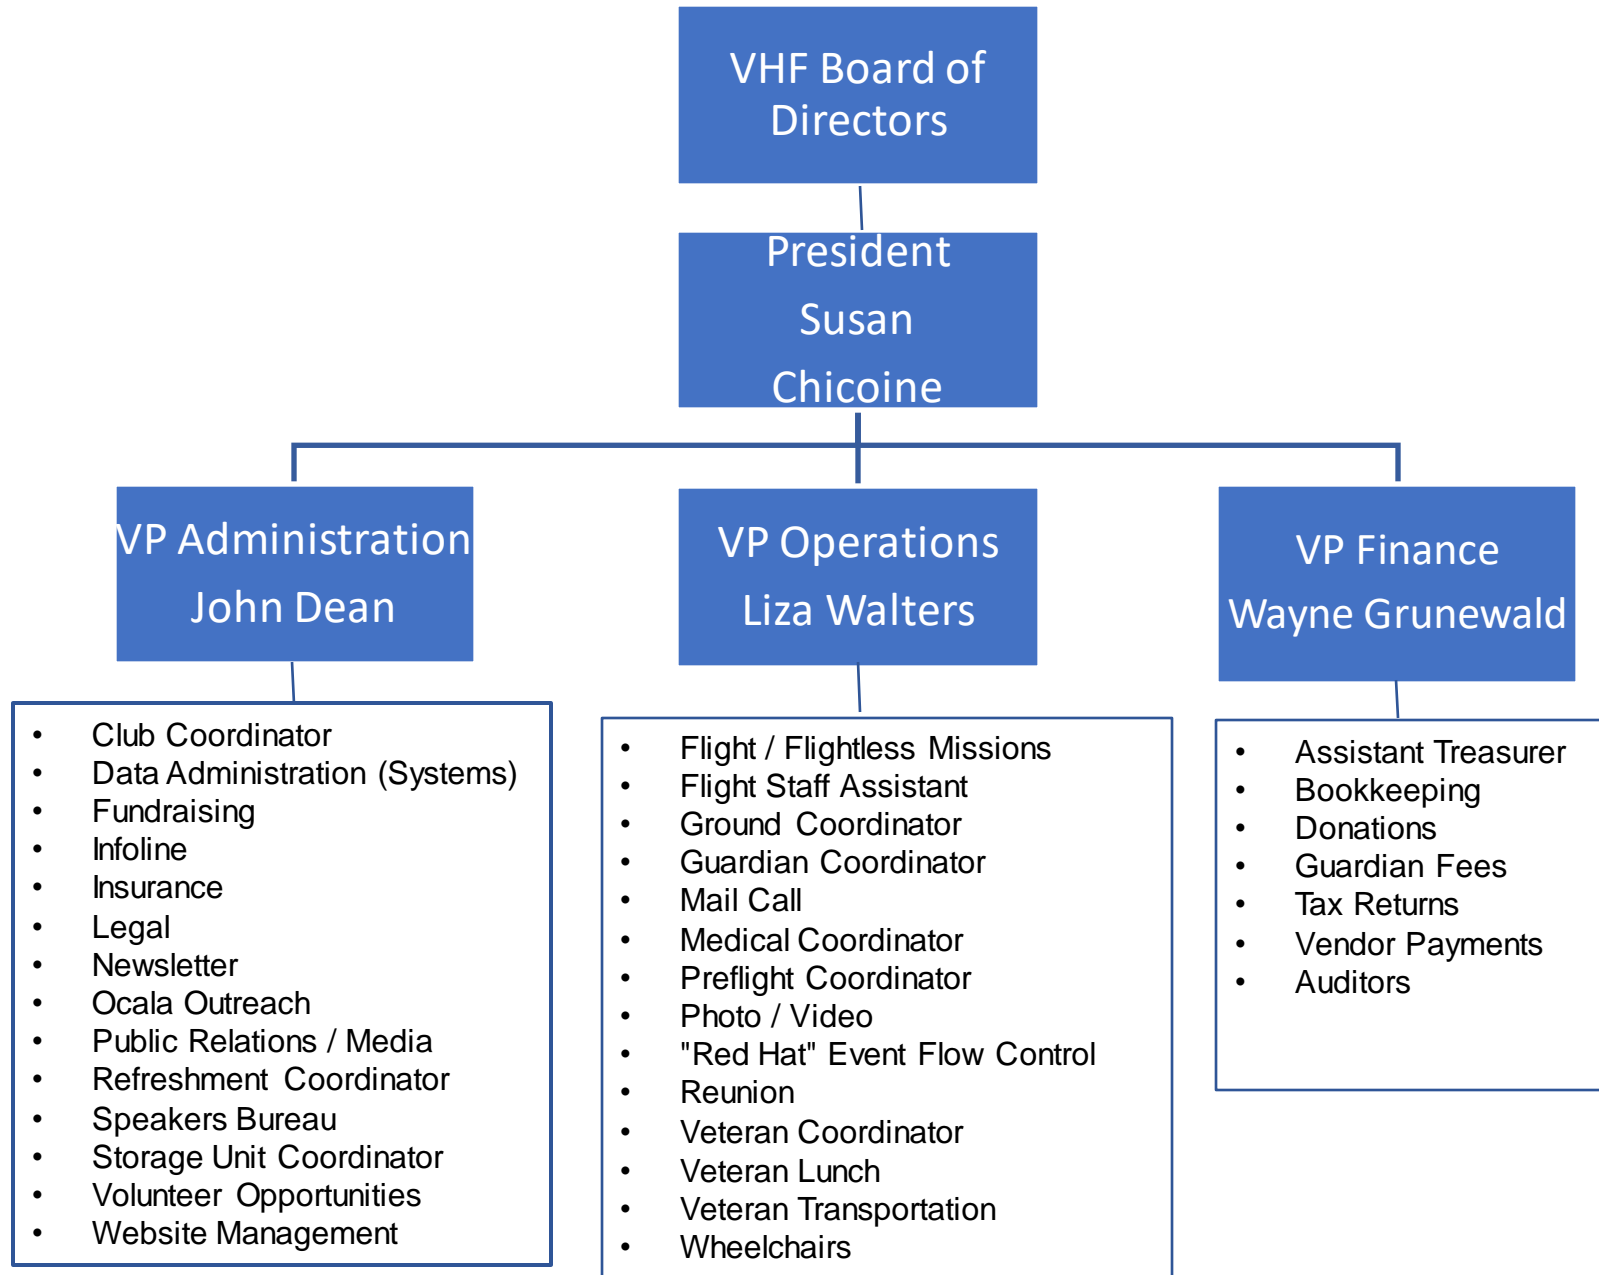 VHF Board of
Directors
President
Susan
Chicoine
VP Administration
John Dean
VP Operations
Liza Walters
VP Finance
Wayne Grunewald
• Club Coordinator
• Data Administration (Systems)
• Fundraising
• Infoline
• Insurance
• Legal
• Newsletter
• Ocala Outreach
• Public Relations / Media
• Refreshment Coordinator
• Speakers Bureau
• Storage Unit Coordinator
• Volunteer Opportunities
• Website Management
• Flight / Flightless Missions
• Flight Staff Assistant
• Ground Coordinator
• Guardian Coordinator
• Mail Call
• Medical Coordinator
• Preflight Coordinator
• Photo / Video
• "Red Hat" Event Flow Control
• Reunion
• Veteran Coordinator
• Veteran Lunch
• Veteran Transportation
• Wheelchairs
• Assistant Treasurer
• Bookkeeping
• Donations
• Guardian Fees
• Tax Returns
• Vendor Payments
• Auditors